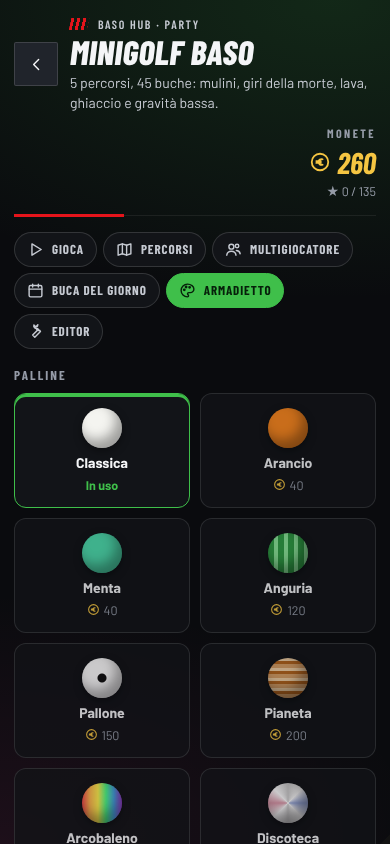 BASO HUB · PARTY
MINIGOLF BASO
5 percorsi, 45 buche: mulini, giri della morte, lava,
ghiaccio e gravità bassa.
MONETE
260
★ 0 / 135
GIOCA
PERCORSI
MULTIGIOCATORE
BUCA DEL GIORNO
ARMADIETTO
EDITOR
PALLINE
Classica
In uso
Arancio
40
Menta
40
Anguria
120
Pallone
150
Pianeta
200
Arcobaleno
Discoteca